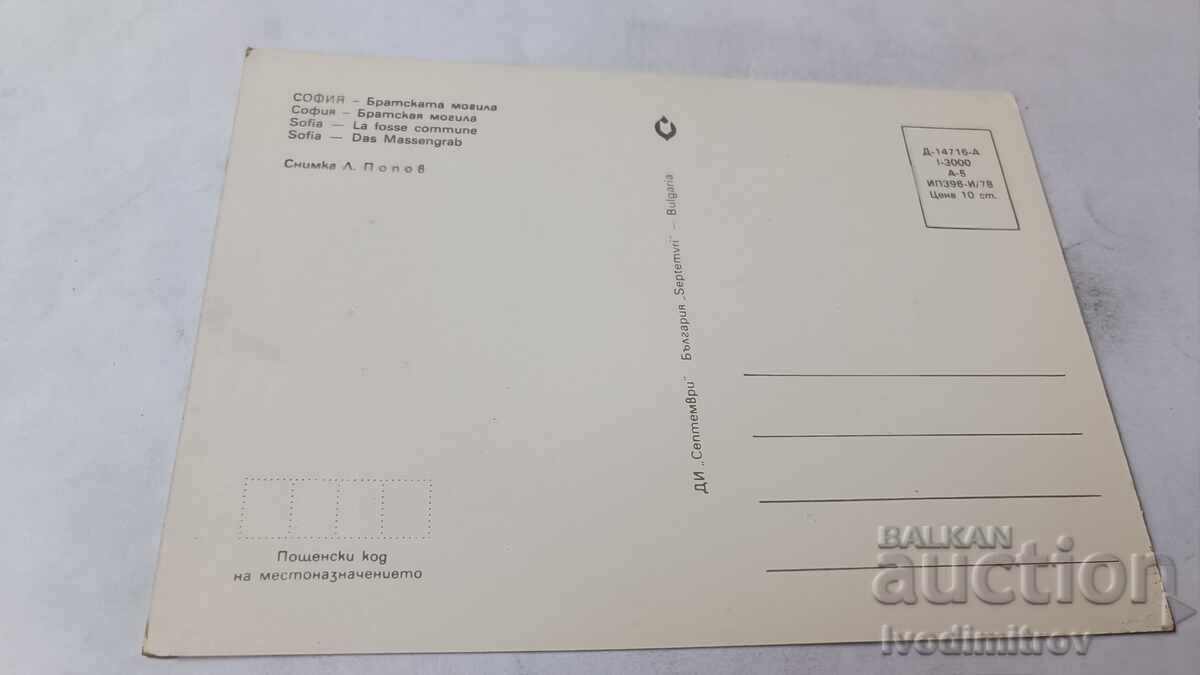 СОФИЯ – Братската могила
София – Братская могила
Sofia — La fosse commune
Sofia — Das Massengrab
Снимка Л. Попов
ДИ „Септември" България „Septemvri" – Bulgaria
Д-14716-А
I-3000
А-5
ИП396-И/78
Цена 10 ст.
Пощенски код
на местоназначението
BALKAN
auction
Ivodimitrov